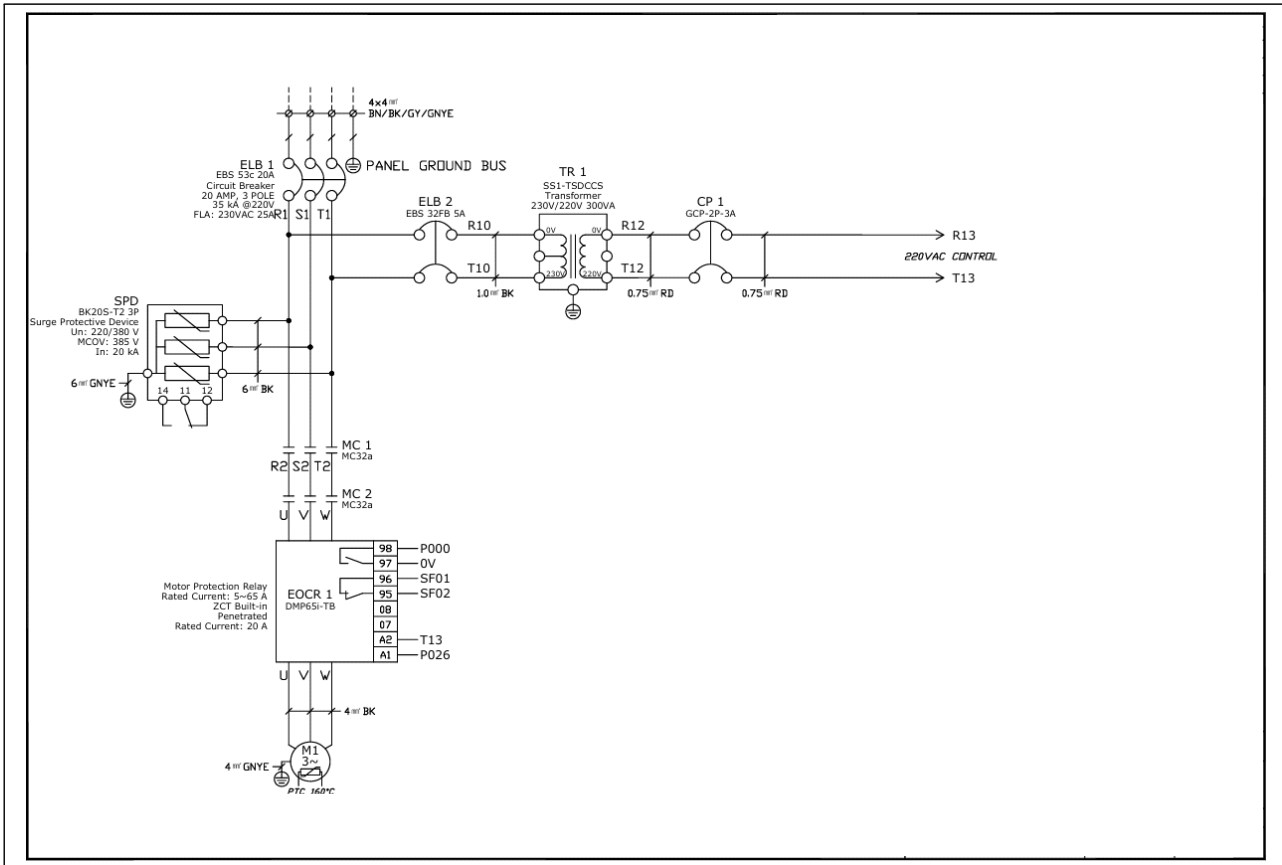 4x4㎟
BN/BK/GY/GNYE
PANEL GROUND BUS
ELB 1
EBS 53c 20A
Circuit Breaker
20 AMP, 3 POLE
35 kA @220V
FLA: 230VAC 25A
R1 S1 T1
ELB 2
EBS 32FB 5A
R10
T10
1.0㎟ BK
TR 1
SS1-TSDCCS
Transformer
230V/220V 300VA
0V 0V
230V 220V
R12
T12
0.75㎟ RD
CP 1
GCP-2P-3A
0.75㎟ RD
R13
220VAC CONTROL
T13
SPD
BK20S-T2 3P
Surge Protective Device
Un: 220/380 V
MCOV: 385 V
In: 20 kA
6㎟ GNYE
14 11 12
6㎟ BK
MC 1
MC32a
R2 S2 T2
MC 2
MC32a
U V W
Motor Protection Relay
Rated Current: 5~65 A
ZCT Built-in
Penetrated
Rated Current: 20 A
EOCR 1
DMP65i-TB
98 P000
97 0V
96 SF01
95 SF02
08
07
A2 T13
A1 P026
U V W
4㎟ BK
M1
3~
4㎟ GNYE
PTC 160°C